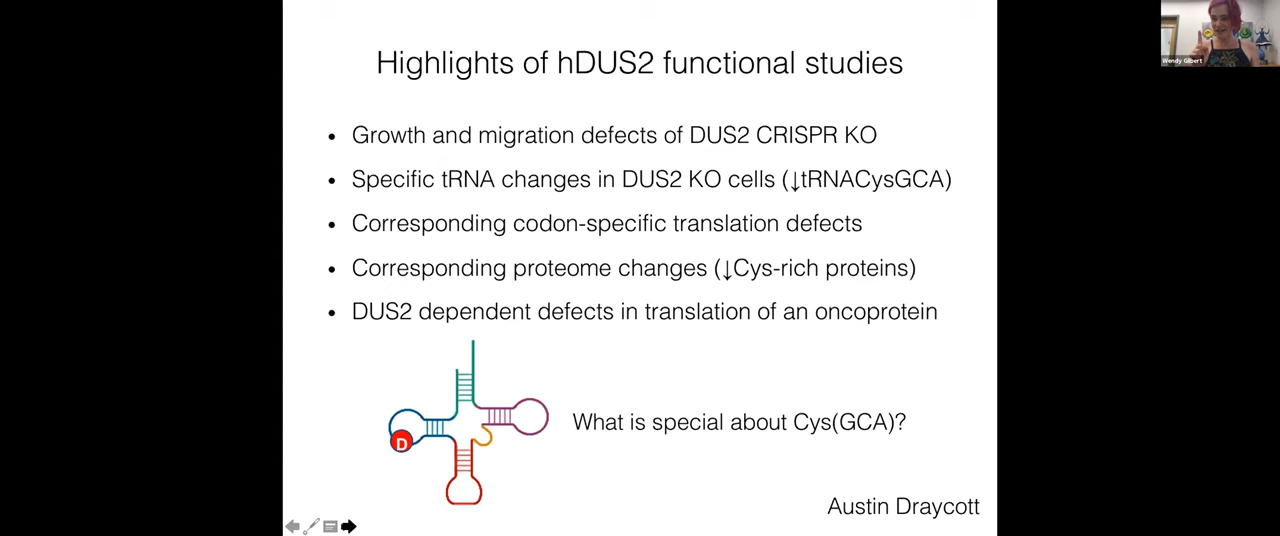 Highlights of hDUS2 functional studies
• Growth and migration defects of DUS2 CRISPR KO
• Specific tRNA changes in DUS2 KO cells (↓tRNACysGCA)
• Corresponding codon-specific translation defects
• Corresponding proteome changes (↓Cys-rich proteins)
• DUS2 dependent defects in translation of an oncoprotein
D
What is special about Cys(GCA)?
Austin Draycott
Wendy Gilbert